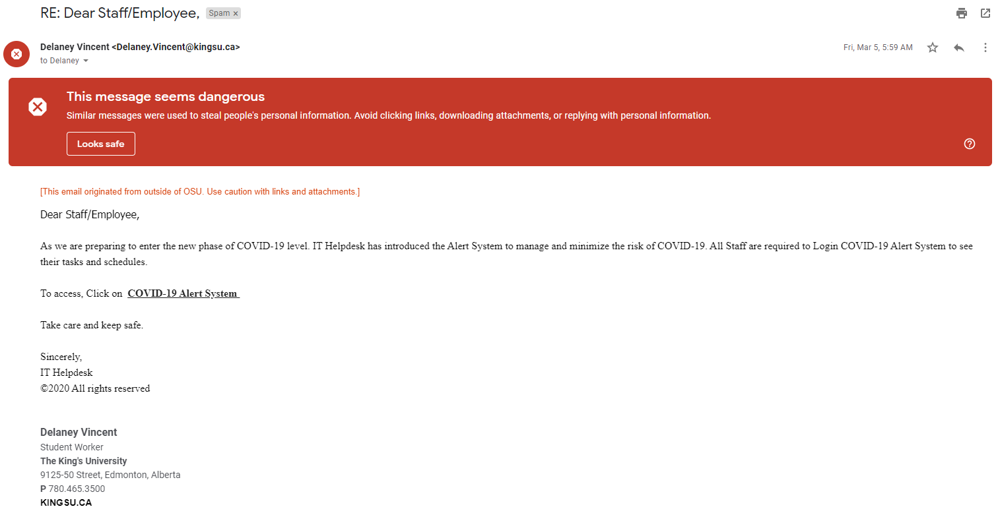 RE: Dear Staff/Employee, Spam ×
Delaney Vincent <Delaney.Vincent@kingsu.ca> Fri, Mar 5, 5:59 AM
to Delaney
This message seems dangerous
Similar messages were used to steal people's personal information. Avoid clicking links, downloading attachments, or replying with personal information.
Looks safe
[This email originated from outside of OSU. Use caution with links and attachments.]
Dear Staff/Employee,
As we are preparing to enter the new phase of COVID-19 level. IT Helpdesk has introduced the Alert System to manage and minimize the risk of COVID-19. All Staff are required to Login COVID-19 Alert System to see
their tasks and schedules.
To access, Click on COVID-19 Alert System
Take care and keep safe.
Sincerely,
IT Helpdesk
©2020 All rights reserved
Delaney Vincent
Student Worker
The King's University
9125-50 Street, Edmonton, Alberta
P 780.465.3500
KINGSU.CA